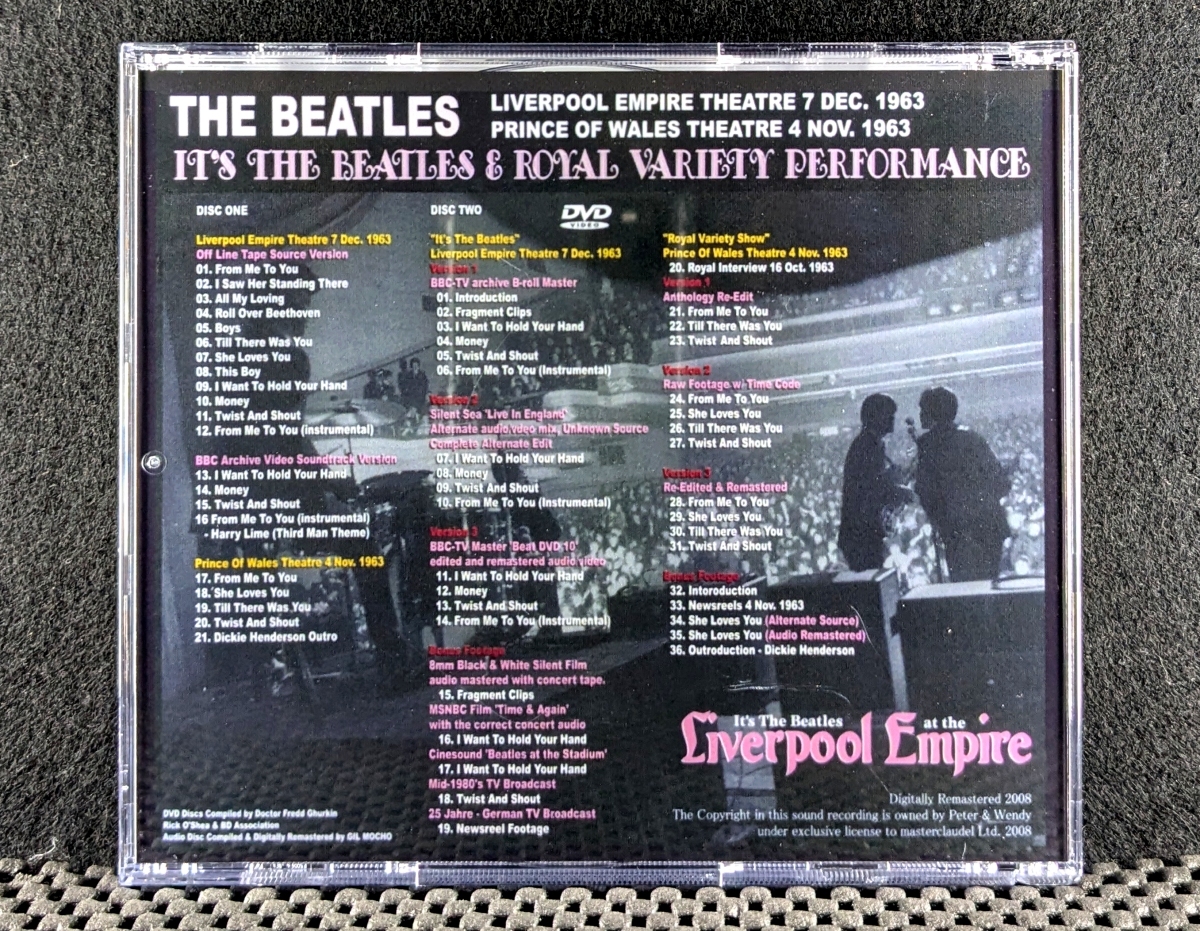 THE BEATLES
LIVERPOOL EMPIRE THEATRE 7 DEC. 1963
PRINCE OF WALES THEATRE 4 NOV. 1963
IT'S THE BEATLES & ROYAL VARIETY PERFORMANCE
DISC ONE
Liverpool Empire Theatre 7 Dec. 1963
Off Line Tape Source Version
01. From Me To You
02. I Saw Her Standing There
03. All My Loving
04. Roll Over Beethoven
05. Boys
06. Till There Was You
07. She Loves You
08. This Boy
09. I Want To Hold Your Hand
10. Money
11. Twist And Shout
12. From Me To You (instrumental)
BBC Archive Video Soundtrack Version
13. I Want To Hold Your Hand
14. Money
15. Twist And Shout
16 From Me To You (instrumental)
- Harry Lime (Third Man Theme)
Prince Of Wales Theatre 4 Nov. 1963
17. From Me To You
18. She Loves You
19. Till There Was You
20. Twist And Shout
21. Dickie Henderson Outro
DVD Discs Compiled by Doctor Fredd Ghurkin
Rick O'Shea & BD Association
Audio Disc Compiled & Digitally Remastered by GIL MOCHO
DISC TWO
DVD
VIDEO
"It's The Beatles"
Liverpool Empire Theatre 7 Dec. 1963
Version 1
BBC-TV archive B-roll Master
01. Introduction
02. Fragment Clips
03. I Want To Hold Your Hand
04. Money
05. Twist And Shout
06. From Me To You (Instrumental)
Version 2
Silent Sea 'Live In England'
Alternate audio,vdeo mix, Unknown Source
Complete Alternate Edit
07. I Want To Hold Your Hand
08. Money
09. Twist And Shout
10. From Me To You (Instrumental)
Version 3
BBC-TV Master 'Beat DVD 10'
edited and remastered audio/video
11. I Want To Hold Your Hand
12. Money
13. Twist And Shout
14. From Me To You (Instrumental)
Bonus Footage
8mm Black & White Silent Film
audio mastered with concert tape.
15. Fragment Clips
MSNBC Film 'Time & Again'
with the correct concert audio
16. I Want To Hold Your Hand
Cinesound 'Beatles at the Stadium'
17. I Want To Hold Your Hand
Mid-1980's TV Broadcast
18. Twist And Shout
25 Jahre - German TV Broadcast
19. Newsreel Footage
"Royal Variety Show"
Prince Of Wales Theatre 4 Nov. 1963
20. Royal Interview 16 Oct. 1963
Version 1
Anthology Re-Edit
21. From Me To You
22. Till There Was You
23. Twist And Shout
Version 2
Raw Footage w/Time Code
24. From Me To You
25. She Loves You
26. Till There Was You
27. Twist And Shout
Version 3
Re-Edited & Remastered
28. From Me To You
29. She Loves You
30. Till There Was You
31. Twist And Shout
Bonus Footage
32. Intoroduction
33. Newsreels 4 Nov. 1963
34. She Loves You (Alternate Source)
35. She Loves You (Audio Remastered)
36. Outroduction - Dickie Henderson
It's The Beatles at the
Liverpool Empire
Digitally Remastered 2008
The Copyright in this sound recording is owned by Peter & Wendy
under exclusive license to masterclaudel Ltd. 2008